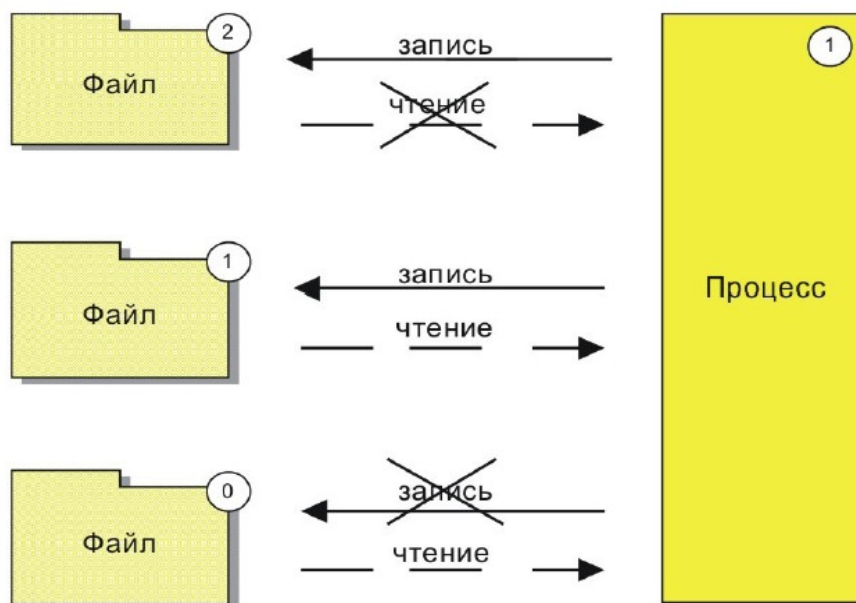 2
запись
1
Файл
чтение
1
запись
Файл
Процесс
чтение
0
запись
Файл
чтение